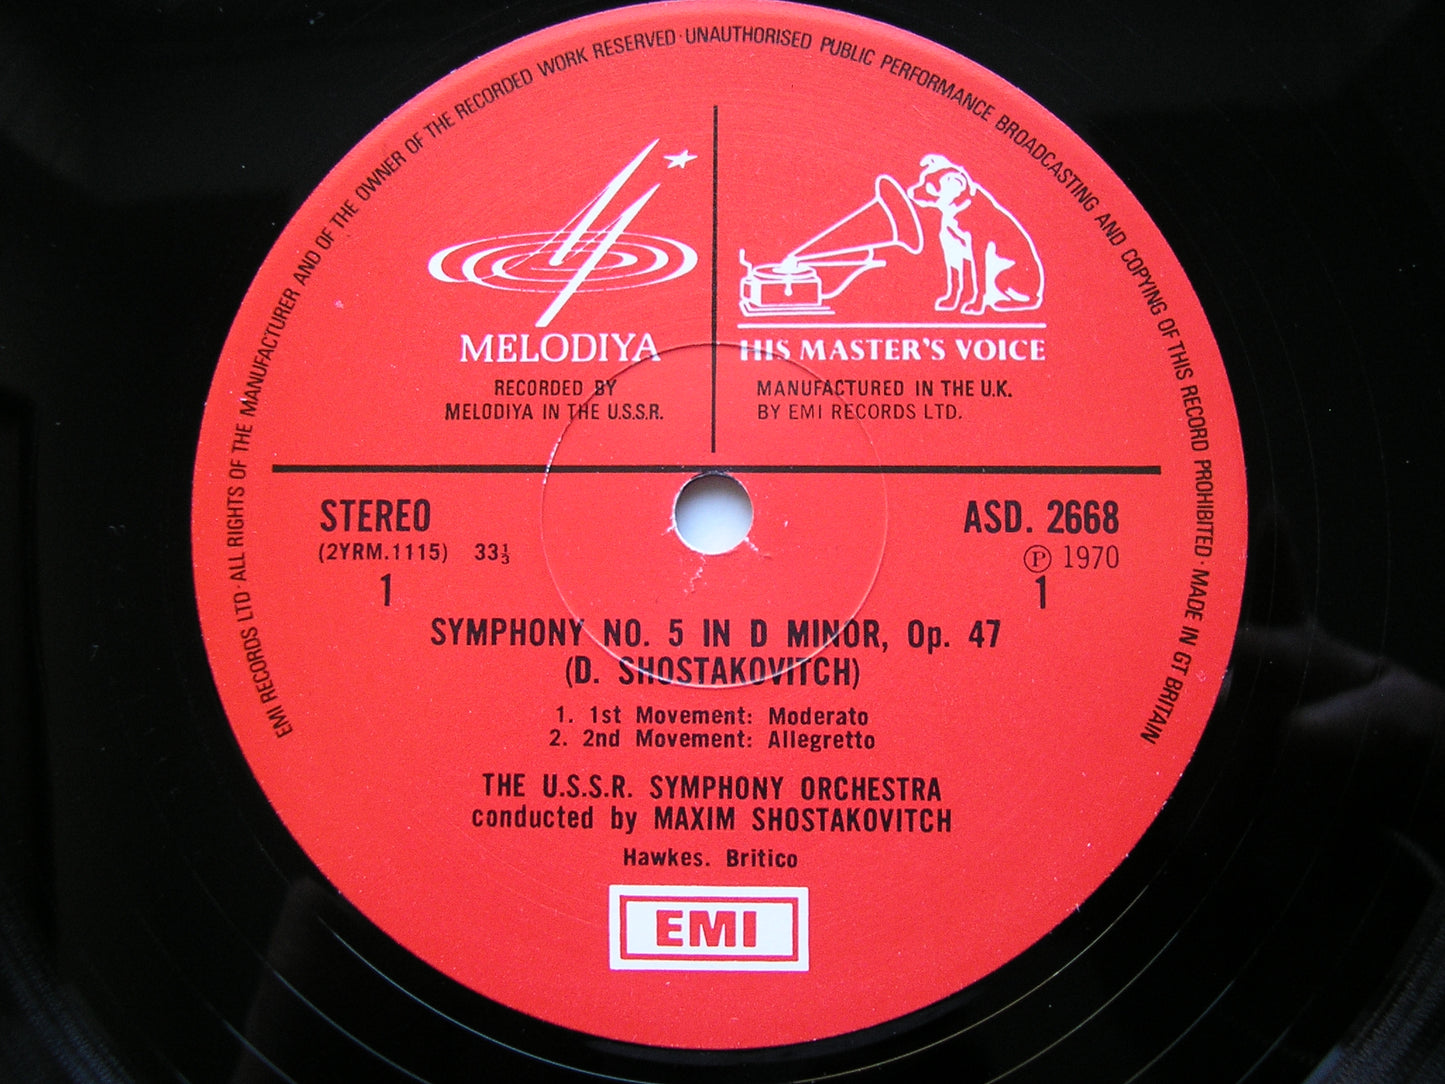 EMI RECORDS LTD · ALL RIGHTS OF THE MANUFACTURER AND OF THE OWNER OF THE RECORDED WORK RESERVED · UNAUTHORISED PUBLIC PERFORMANCE BROADCASTING AND COPYING OF THIS RECORD PROHIBITED · MADE IN GT BRITAIN
MELODIYA
RECORDED BY
MELODIYA IN THE U.S.S.R.
HIS MASTER'S VOICE
MANUFACTURED IN THE U.K.
BY EMI RECORDS LTD.
STEREO
(2YRM.1115) 33⅓
1
ASD. 2668
Ⓟ 1970
1
SYMPHONY NO. 5 IN D MINOR, Op. 47
(D. SHOSTAKOVITCH)
1. 1st Movement: Moderato
2. 2nd Movement: Allegretto
THE U.S.S.R. SYMPHONY ORCHESTRA
conducted by MAXIM SHOSTAKOVITCH
Hawkes. Britico
EMI